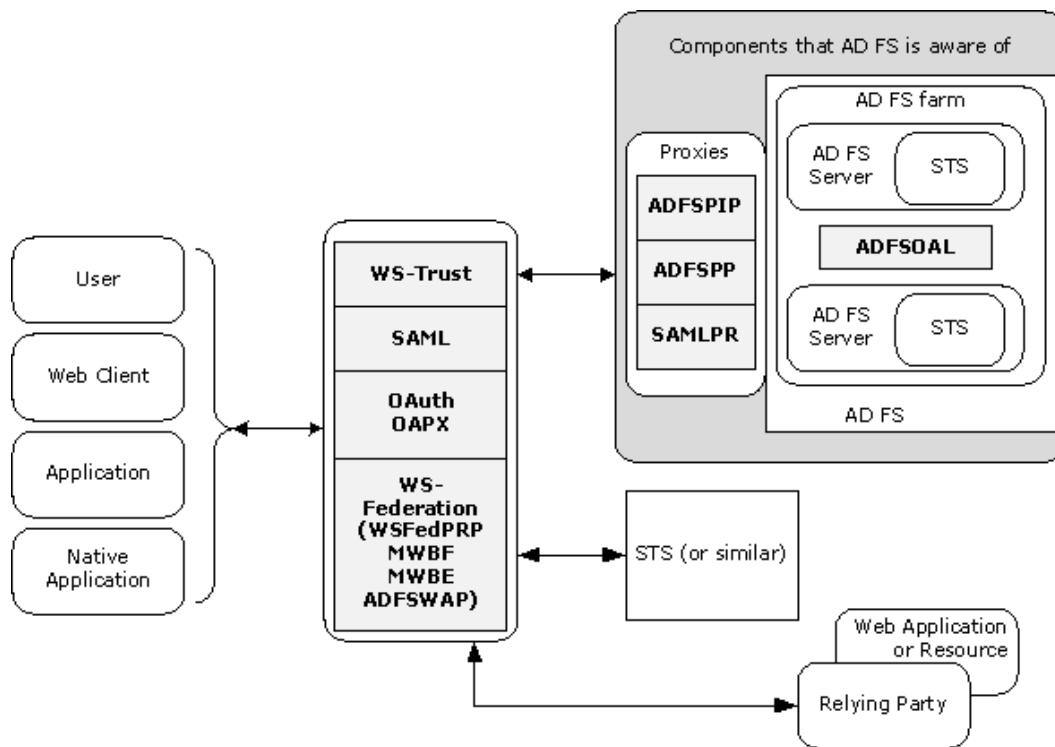 Components that AD FS is aware of
AD FS farm
AD FS
Server
STS
ADFSOAL
AD FS
Server
STS
AD FS
Proxies
ADFSPIP
ADFSPP
SAMLPR
User
Web Client
Application
Native
Application
WS-Trust
SAML
OAuth
OAPX
WS-
Federation
(WSFedPRP
MWBF
MWBE
ADFSWAP)
STS (or similar)
Web Application
or Resource
Relying Party